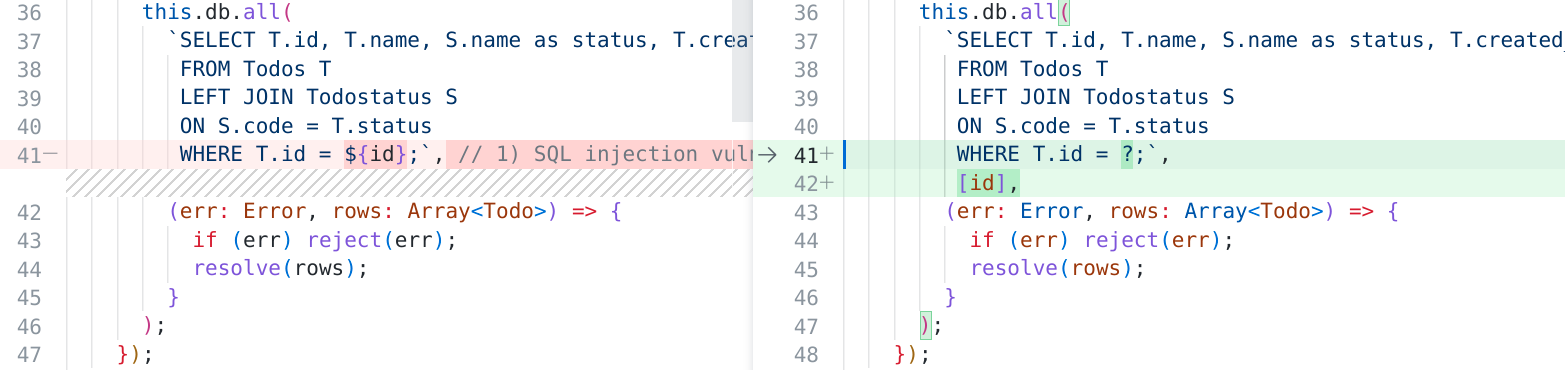 36 this.db.all(
37 `SELECT T.id, T.name, S.name as status, T.creat
38 FROM Todos T
39 LEFT JOIN Todostatus S
40 ON S.code = T.status
41— WHERE T.id = ${id};`, // 1) SQL injection vuln
42 (err: Error, rows: Array<Todo>) => {
43 if (err) reject(err);
44 resolve(rows);
45 }
46 );
47 });
36 this.db.all(
37 `SELECT T.id, T.name, S.name as status, T.created
38 FROM Todos T
39 LEFT JOIN Todostatus S
40 ON S.code = T.status
→ 41+ WHERE T.id = ?;`,
42+ [id],
43 (err: Error, rows: Array<Todo>) => {
44 if (err) reject(err);
45 resolve(rows);
46 }
47 );
48 });